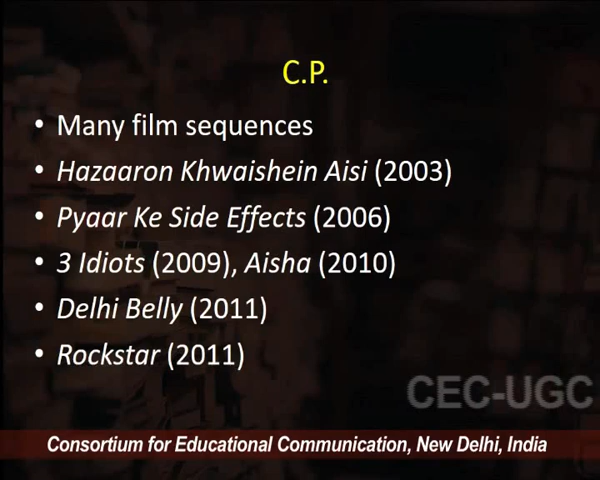 C.P.
• Many film sequences
• Hazaaron Khwaishein Aisi (2003)
• Pyaar Ke Side Effects (2006)
• 3 Idiots (2009), Aisha (2010)
• Delhi Belly (2011)
• Rockstar (2011)
CEC-UGC
Consortium for Educational Communication, New Delhi, India